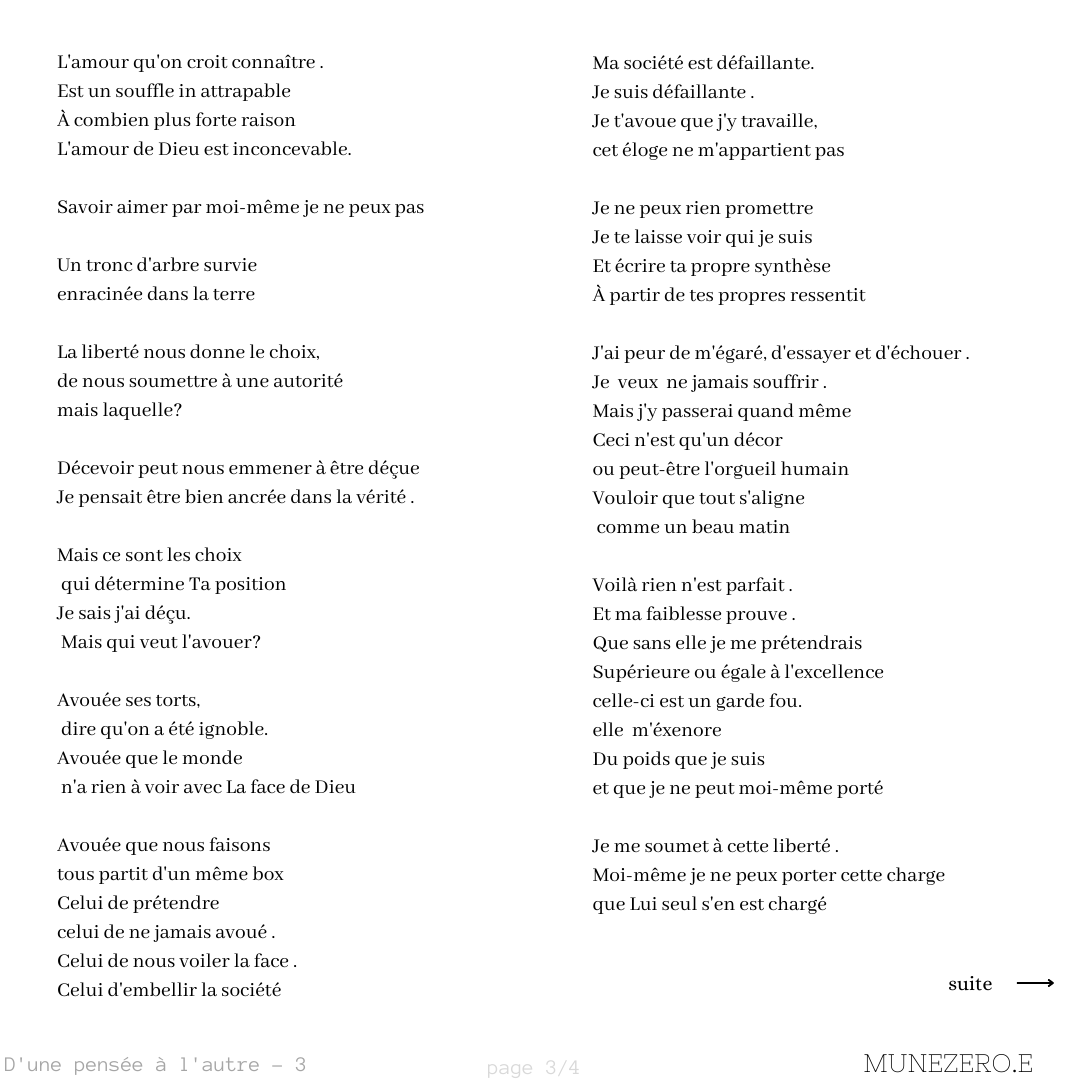 L'amour qu'on croit connaître .
Est un souffle in attrapable
À combien plus forte raison
L'amour de Dieu est inconcevable.

Savoir aimer par moi-même je ne peux pas

Un tronc d'arbre survie
enracinée dans la terre

La liberté nous donne le choix,
de nous soumettre à une autorité
mais laquelle?

Décevoir peut nous emmener à être déçue
Je pensait être bien ancrée dans la vérité .

Mais ce sont les choix
qui détermine Ta position
Je sais j'ai déçu.
Mais qui veut l'avouer?

Avouée ses torts,
dire qu'on a été ignoble.
Avouée que le monde
n'a rien à voir avec La face de Dieu

Avouée que nous faisons
tous partit d'un même box
Celui de prétendre
celui de ne jamais avoué .
Celui de nous voiler la face .
Celui d'embellir la société

Ma société est défaillante.
Je suis défaillante .
Je t'avoue que j'y travaille,
cet éloge ne m'appartient pas

Je ne peux rien promettre
Je te laisse voir qui je suis
Et écrire ta propre synthèse
À partir de tes propres ressentit

J'ai peur de m'égaré, d'essayer et d'échouer .
Je  veux  ne jamais souffrir .
Mais j'y passerai quand même
Ceci n'est qu'un décor
ou peut-être l'orgueil humain
Vouloir que tout s'aligne
comme un beau matin

Voilà rien n'est parfait .
Et ma faiblesse prouve .
Que sans elle je me prétendrais
Supérieure ou égale à l'excellence
celle-ci est un garde fou.
elle  m'éxenore
Du poids que je suis
et que je ne peut moi-même porté

Je me soumet à cette liberté .
Moi-même je ne peux porter cette charge
que Lui seul s'en est chargé

suite ⟶
D'une pensée à l'autre – 3
page 3/4
MUNEZERO.E